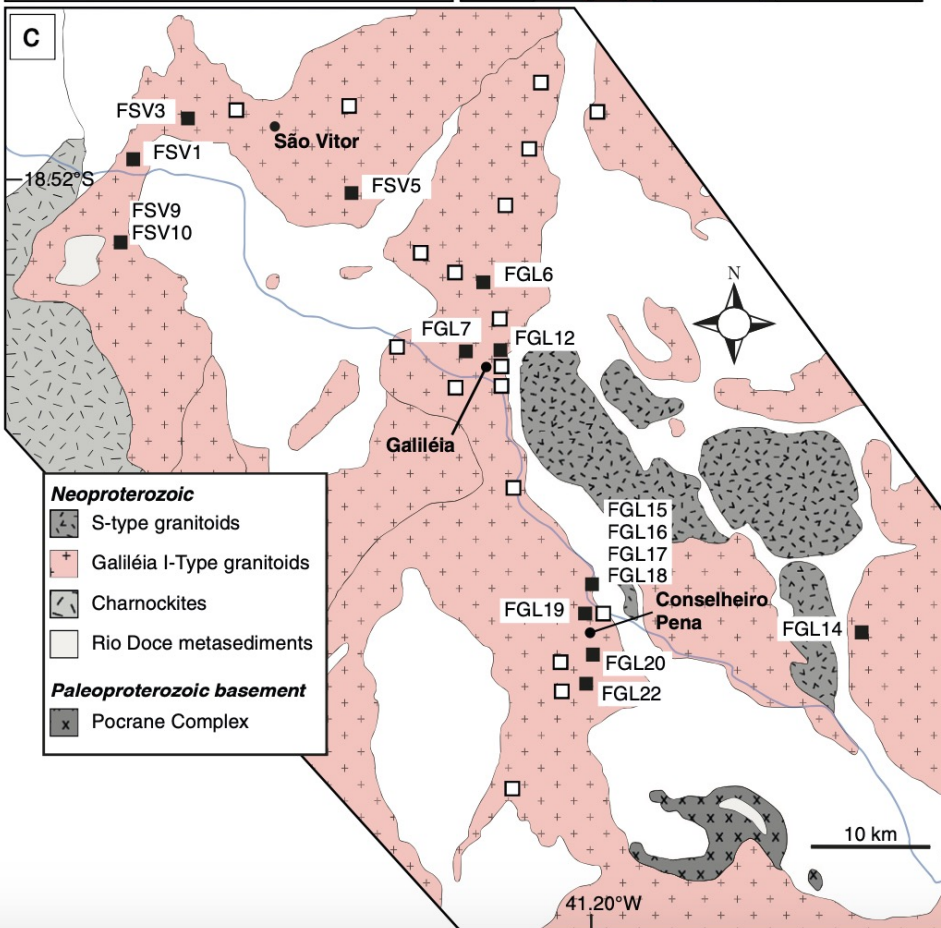 C
FSV3
São Vitor
FSV1
18.52°S
FSV5
FSV9
FSV10
FGL6
N
FGL7
FGL12
Galiléia
Neoproterozoic
S-type granitoids
Galiléia I-Type granitoids
Charnockites
Rio Doce metasediments
Paleoproterozoic basement
x Pocrane Complex
FGL15
FGL16
FGL17
FGL18
FGL19
Conselheiro
Pena
FGL14
FGL20
FGL22
10 km
41.20°W